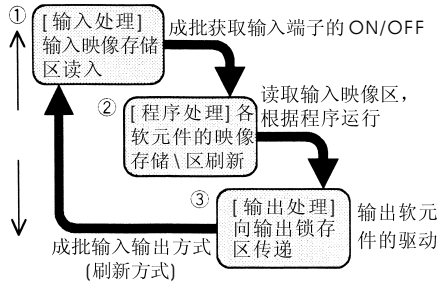 ①
[输入处理]
输入映像存储
区读入
成批获取输入端子的ON/OFF
②
[程序处理]各
软元件的映像
存储\区刷新
读取输入映像区,
根据程序运行
③
[输出处理]
向输出锁存
区传递
输出软元
件的驱动
成批输入输出方式
(刷新方式)